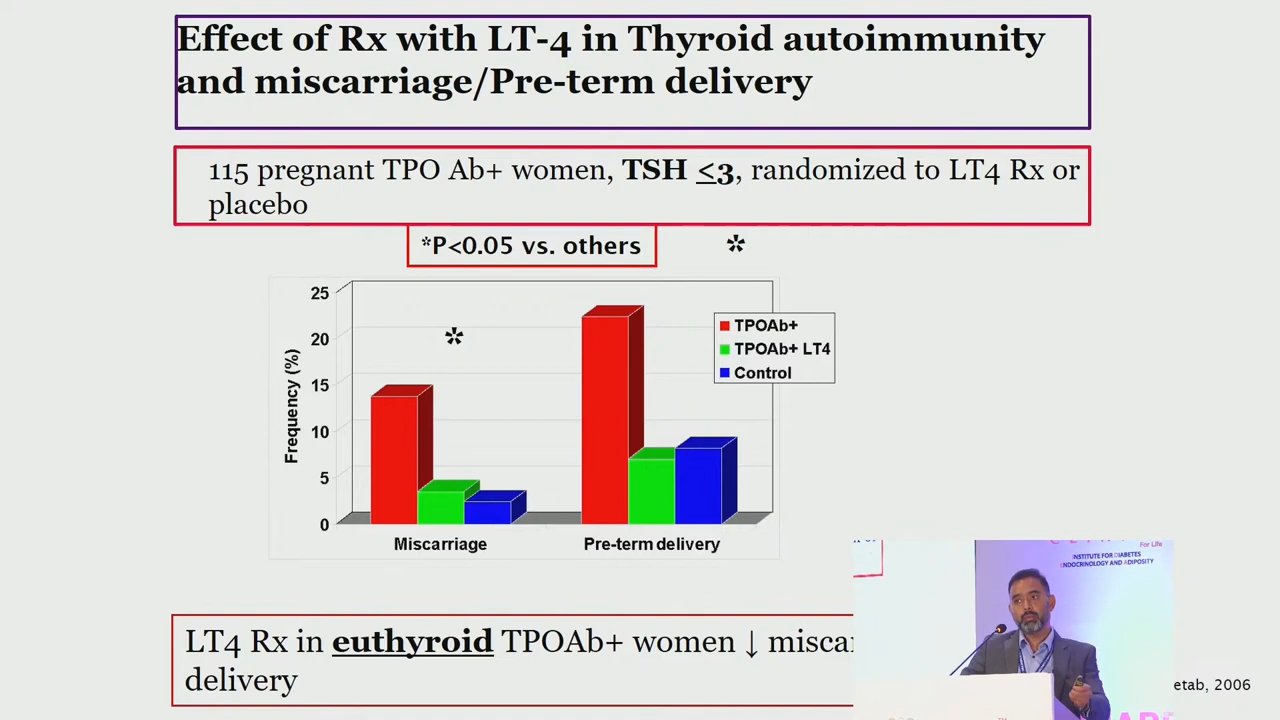 Effect of Rx with LT-4 in Thyroid autoimmunity
and miscarriage/Pre-term delivery
115 pregnant TPO Ab+ women, TSH <3, randomized to LT4 Rx or
placebo
*P<0.05 vs. others
*
*
25
20
15
10
5
0
Frequency (%)
TPOAb+
TPOAb+ LT4
Control
Miscarriage
Pre-term delivery
For Life
INSTITUTE FOR DIABETES
ENDOCRINOLOGY AND ADIPOSITY
LT4 Rx in euthyroid TPOAb+ women ↓
delivery
2006